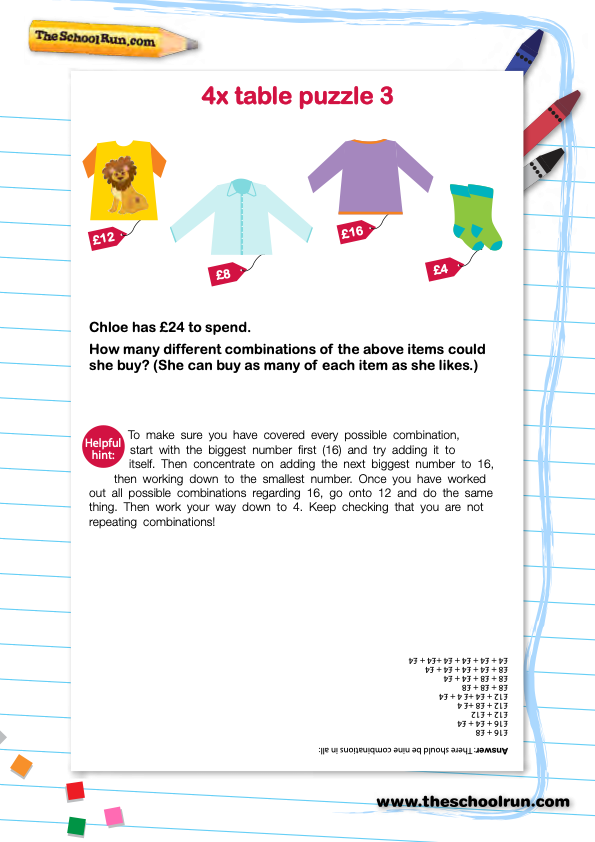 TheSchoolRun.com
4x table puzzle 3
£12
£8
£16
£4
Chloe has £24 to spend.
How many different combinations of the above items could
she buy? (She can buy as many of each item as she likes.)
Helpful
hint:
To make sure you have covered every possible combination,
start with the biggest number first (16) and try adding it to
itself. Then concentrate on adding the next biggest number to 16,
then working down to the smallest number. Once you have worked
out all possible combinations regarding 16, go onto 12 and do the same
thing. Then work your way down to 4. Keep checking that you are not
repeating combinations!
Answer: There should be nine combinations in all:
£16 + £8
£16 + £4 + £4
£12 + £12
£12 + £8+ £4
£12 + £4 +£ 4 + £4
£8 + £8 + £8
£8 + £8 + £4 + £4
£8 + £4 + £4 + £4 + £4
£4 + £4 + £4 + £4 +£4 + £4
www.theschoolrun.com